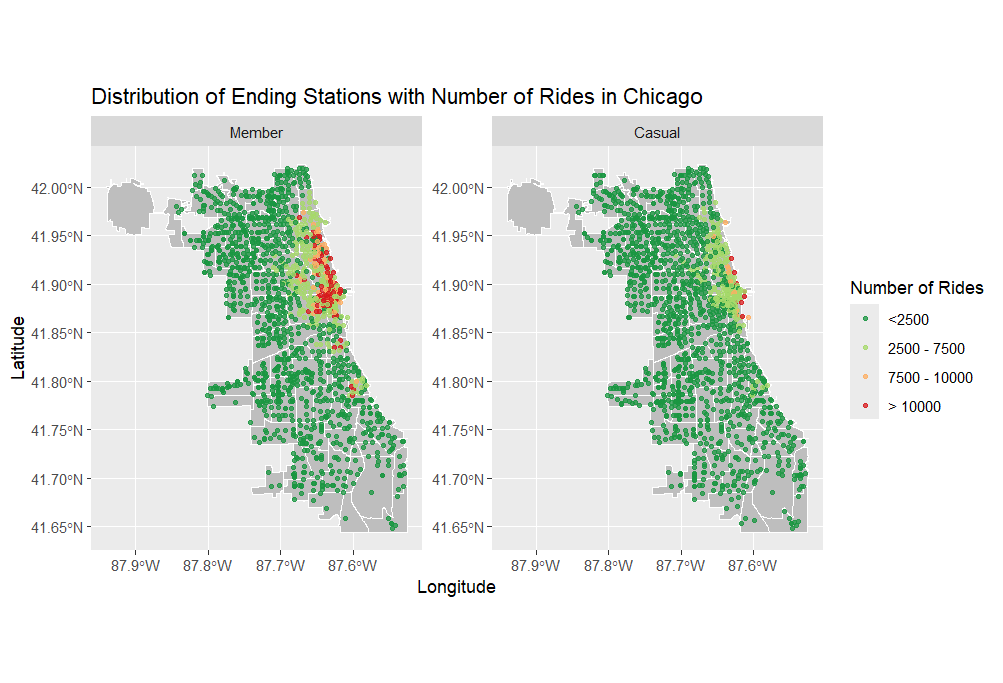 Distribution of Ending Stations with Number of Rides in Chicago
Member
Casual
42.00°N
41.95°N
41.90°N
41.85°N
41.80°N
41.75°N
41.70°N
41.65°N
42.00°N
41.95°N
41.90°N
41.85°N
41.80°N
41.75°N
41.70°N
41.65°N
87.9°W 87.8°W 87.7°W 87.6°W
87.9°W 87.8°W 87.7°W 87.6°W
Latitude
Longitude
Number of Rides
<2500
2500 - 7500
7500 - 10000
> 10000